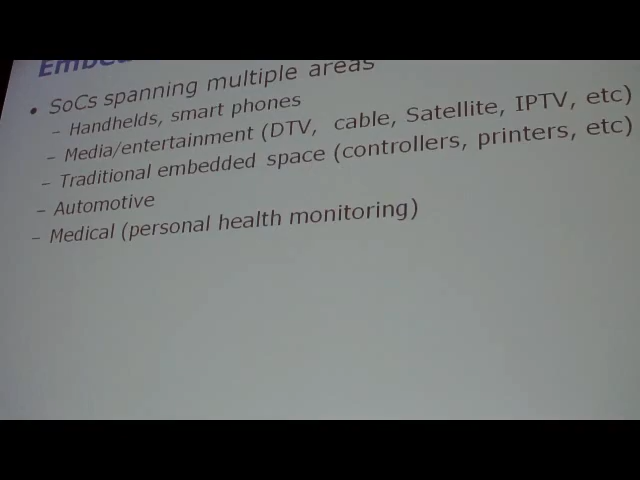 • SoCs spanning multiple areas
– Handhelds, smart phones
– Media/entertainment (DTV, cable, Satellite, IPTV, etc)
– Traditional embedded space (controllers, printers, etc)
– Automotive
– Medical (personal health monitoring)